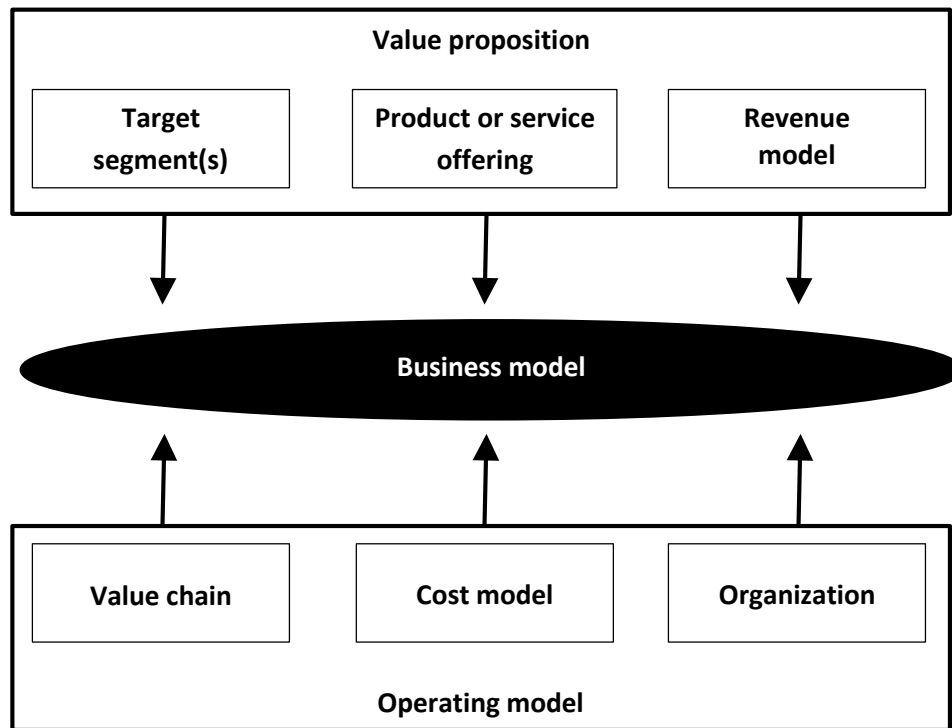 Value proposition
Target
segment(s)
Product or service
offering
Revenue
model
Business model
Value chain
Cost model
Organization
Operating model